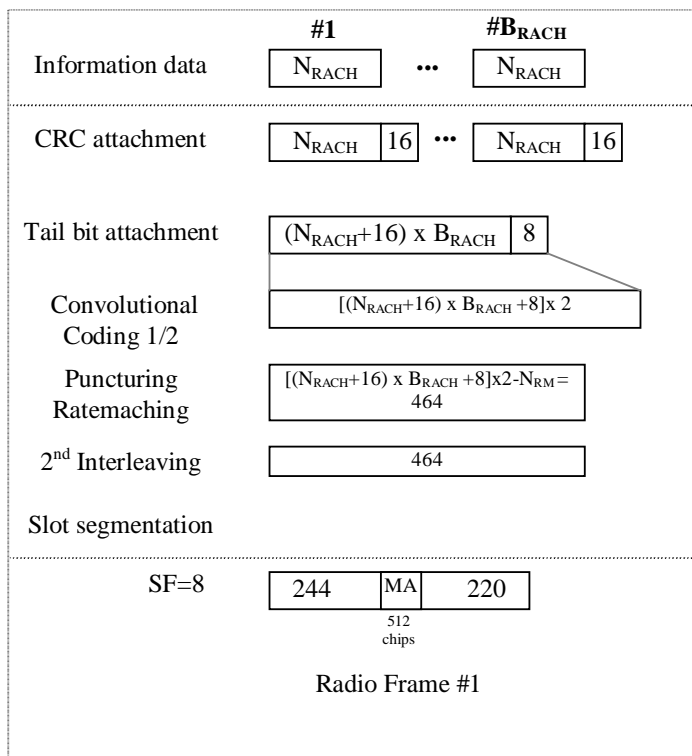 #1 #B_RACH
Information data N_RACH ... N_RACH
CRC attachment N_RACH 16 ... N_RACH 16
Tail bit attachment (N_RACH+16) x B_RACH 8
Convolutional
Coding 1/2
[(N_RACH+16) x B_RACH +8]x 2
Puncturing
Ratemaching
[(N_RACH+16) x B_RACH +8]x2-N_RM =
464
2nd Interleaving 464
Slot segmentation
SF=8 244 MA 220
512
chips
Radio Frame #1